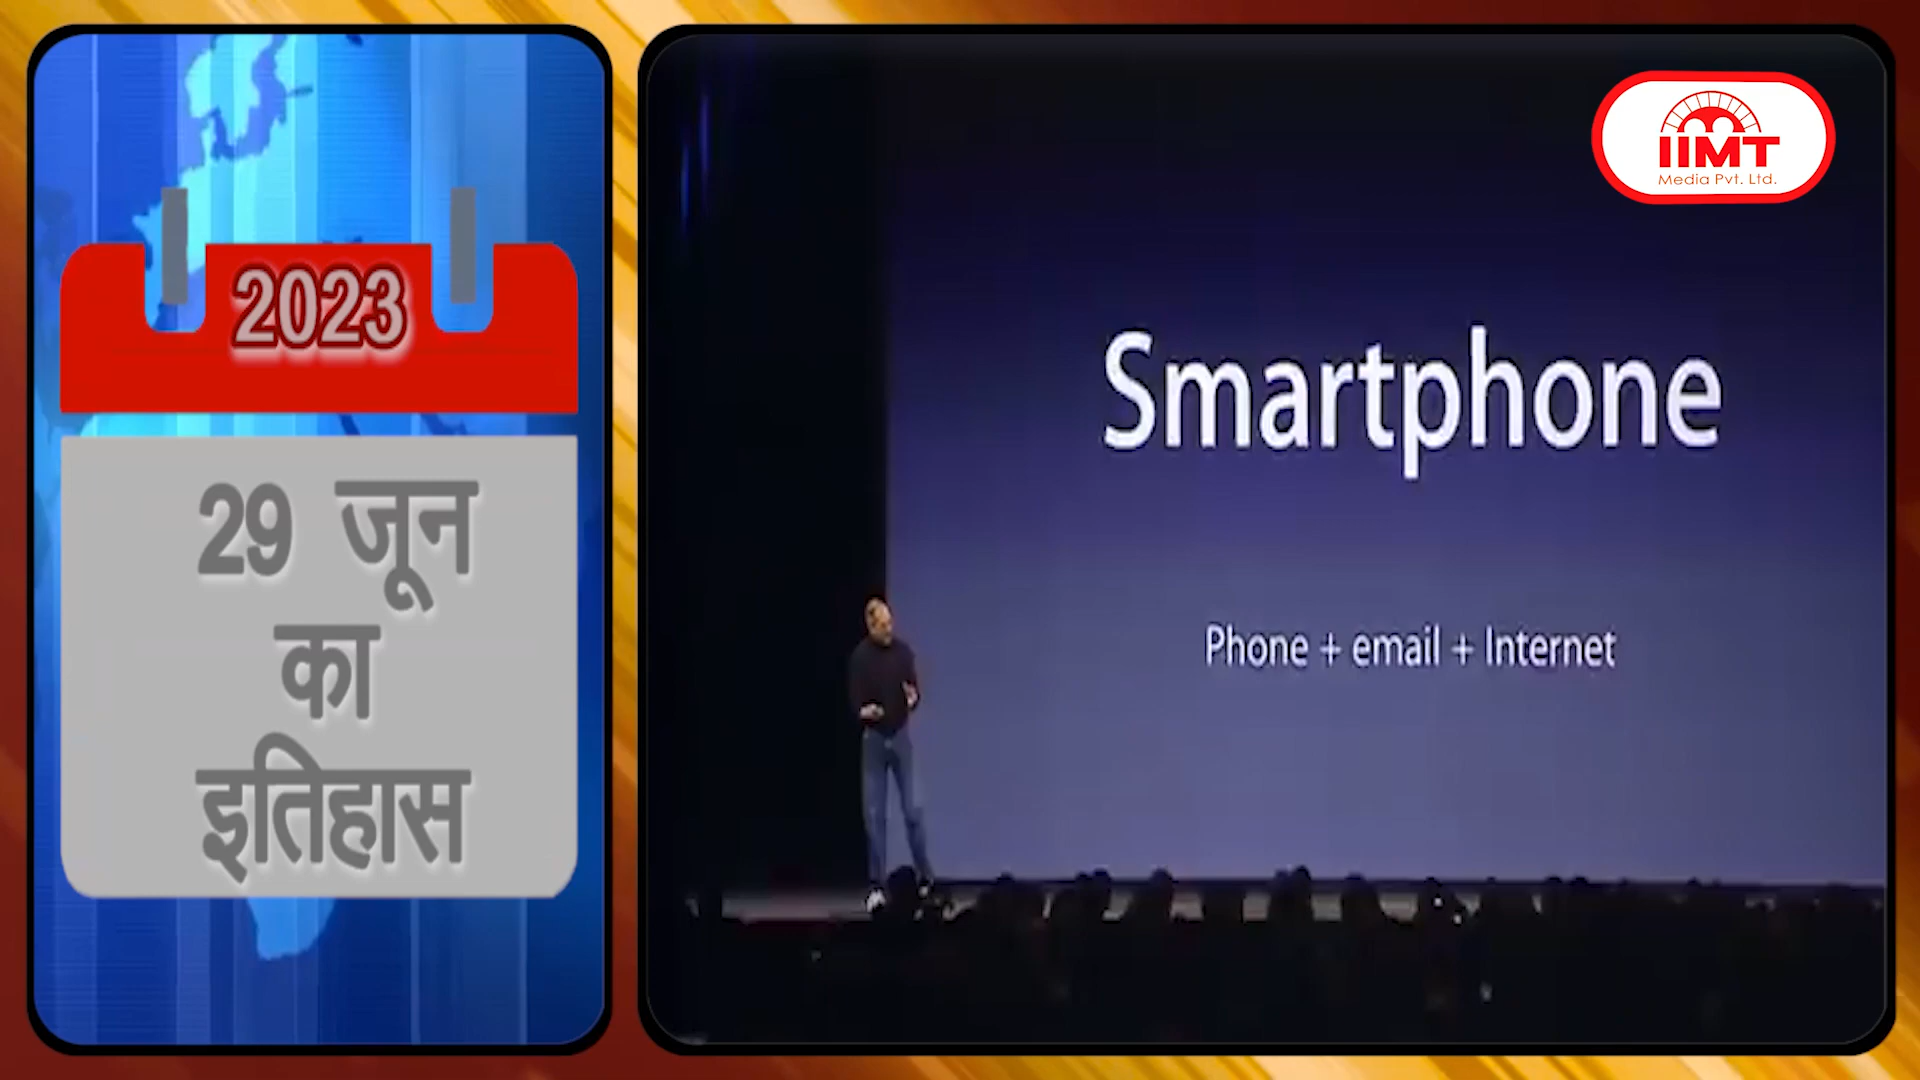 2023
29 जून
का
इतिहास
Smartphone
Phone + email + Internet
IIMT
Media Pvt. Ltd.